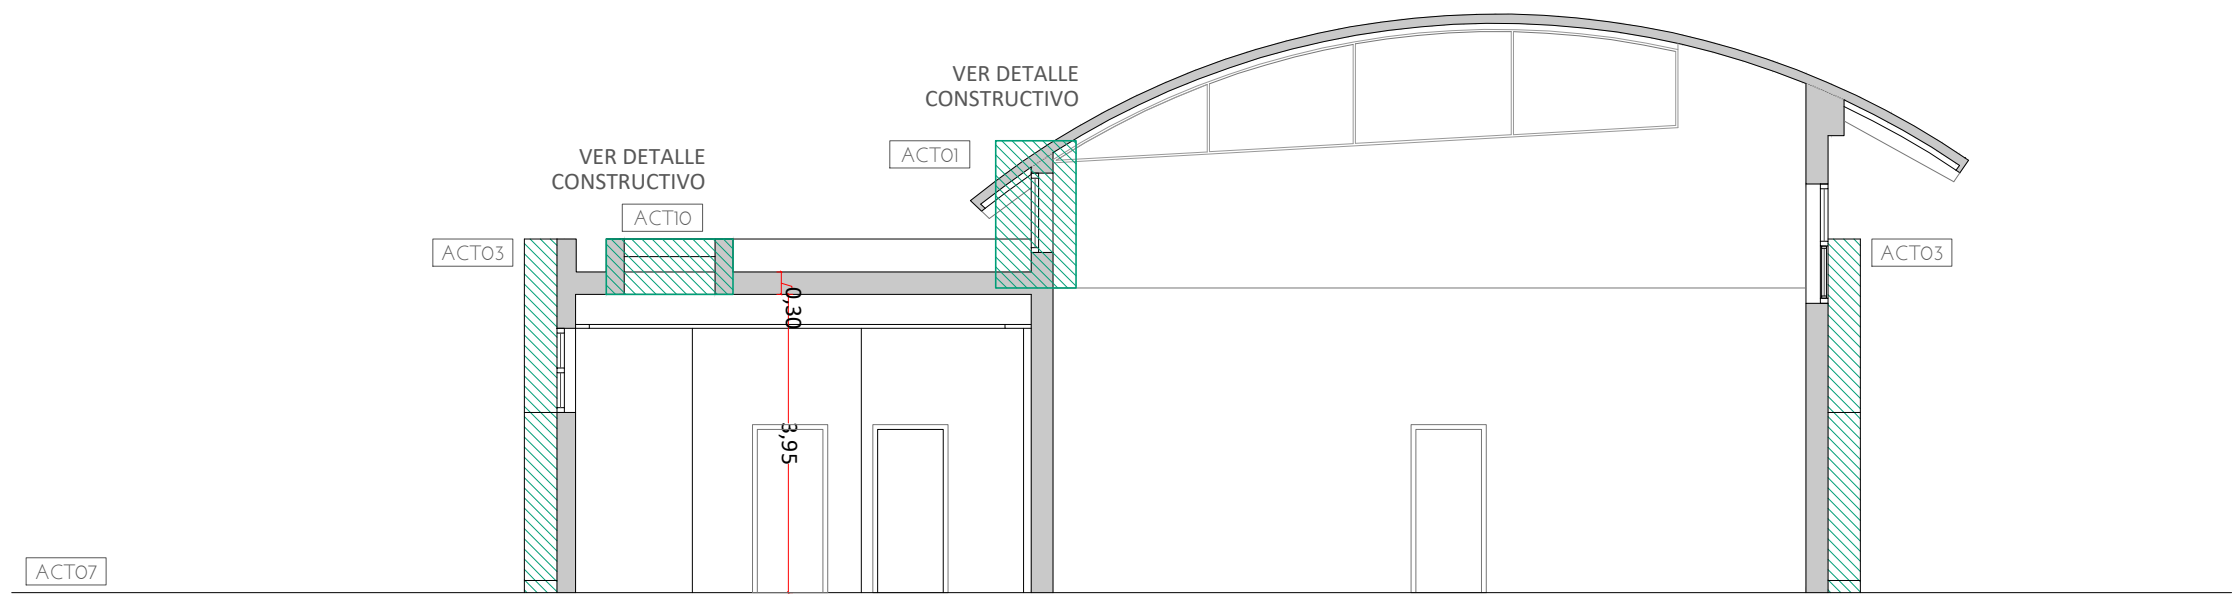 VER DETALLE
CONSTRUCTIVO
ACT01
VER DETALLE
CONSTRUCTIVO
ACT10
ACT03
ACT03
0,30
3,95
ACT07